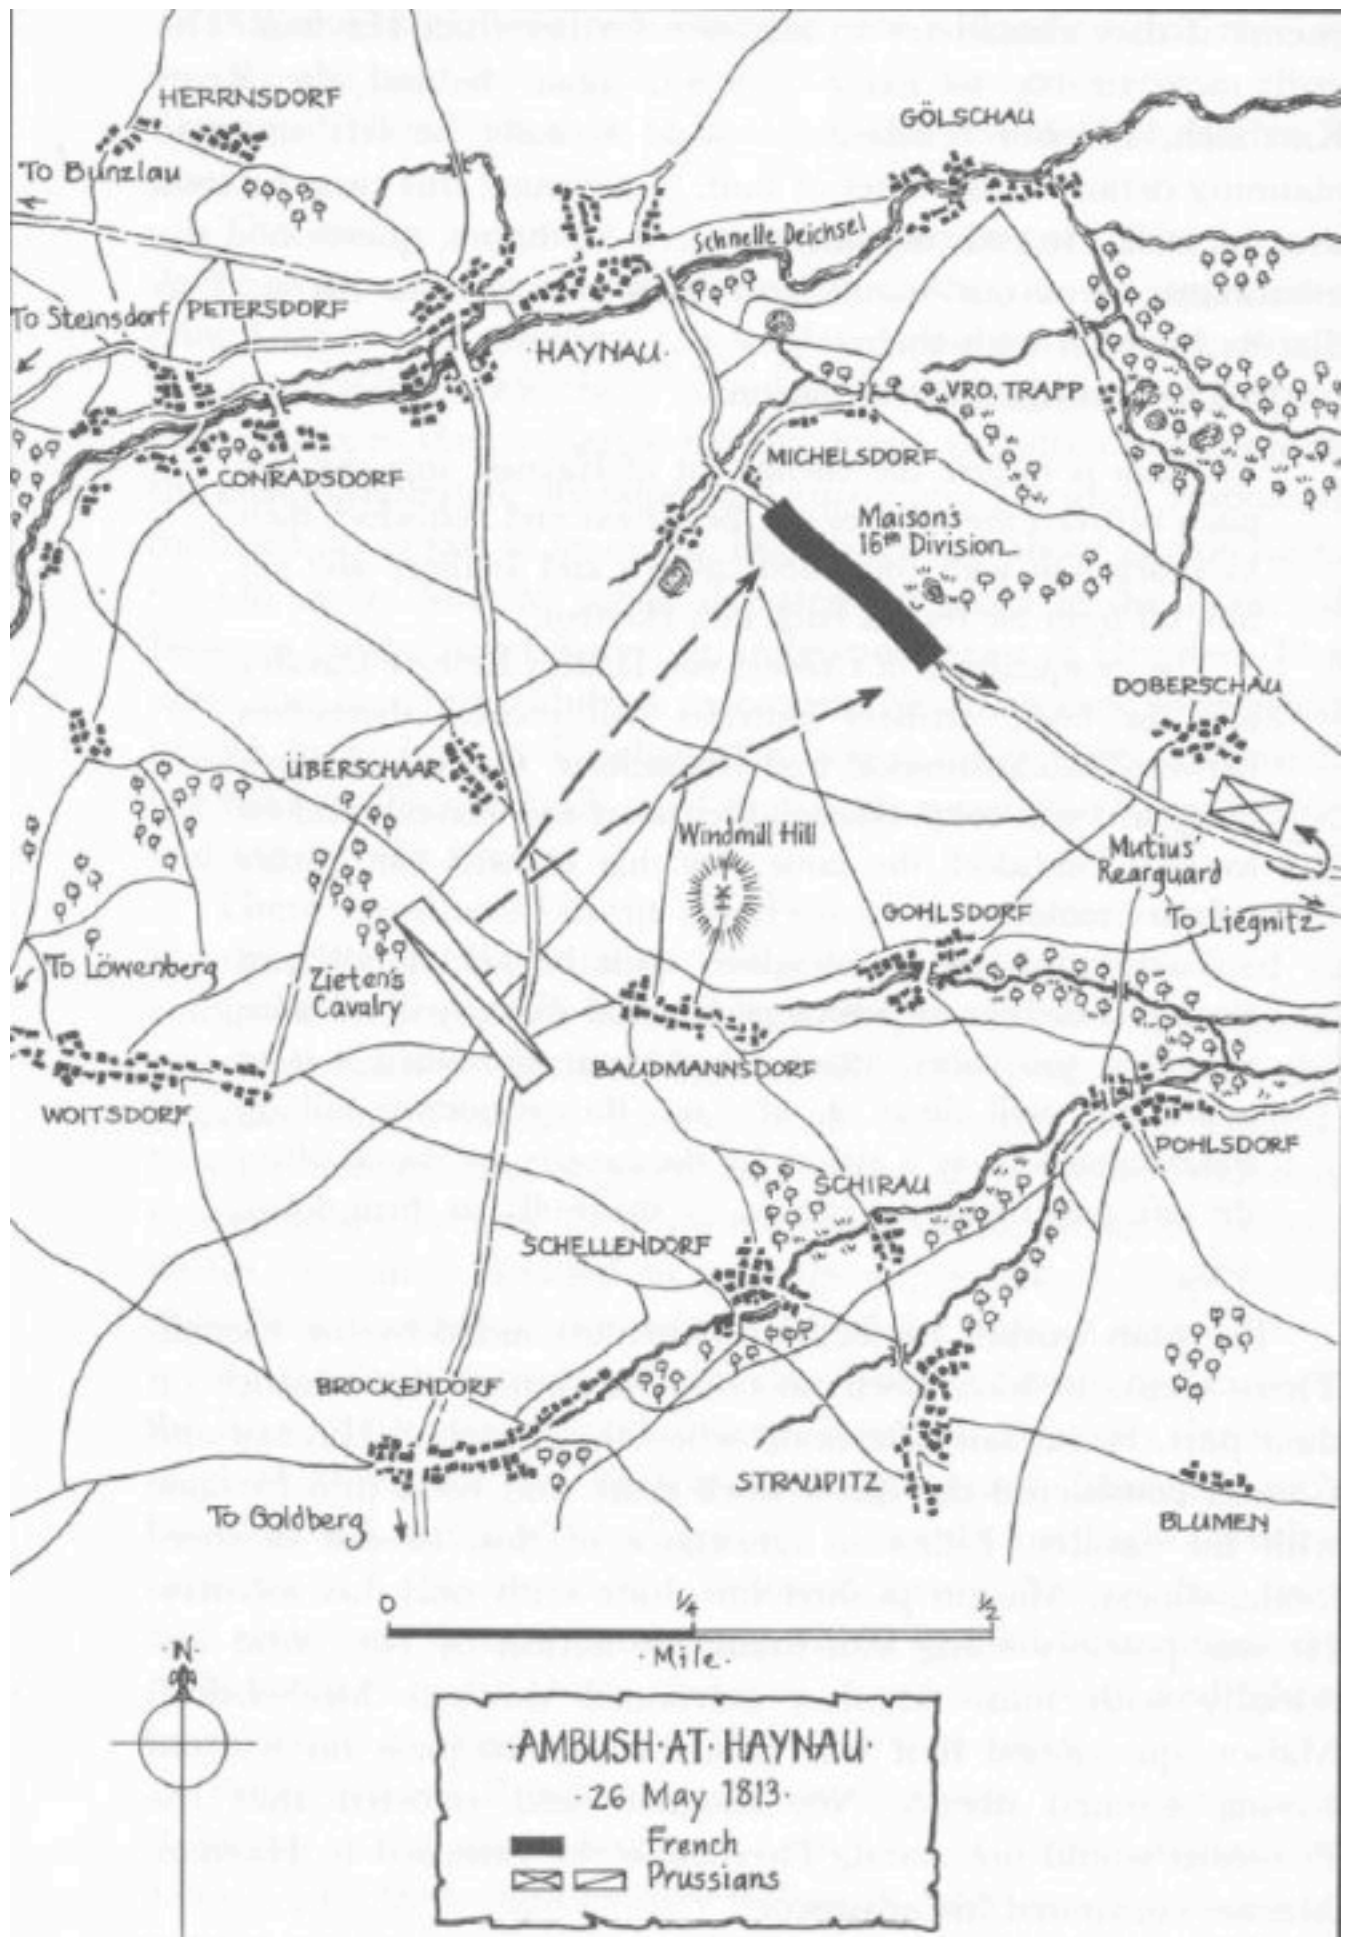 HERRNSDORF
GÖLSCHAU
To Bunzlau
Schnelle Deichsel
To Steinsdorf
PETERSDORF
·HAYNAU·
VRO. TRAPP
MICHELSDORF
CONRADSDORF
Maison's
16th Division
DOBERSCHAU
ÜBERSCHAAR
Windmill Hill
Mutius'
Rearguard
GOHLSDORF
To Liegnitz
To Löwenberg
Zieten's
Cavalry
BAUDMANNSDORF
WOITSDORF
POHLSDORF
SCHIRAU
SCHELLENDORF
BROCKENDORF
STRAUPITZ
To Goldberg
BLUMEN
0 ¼ ½
·Mile·
N
AMBUSH·AT·HAYNAU·
·26 May 1813·
French
Prussians